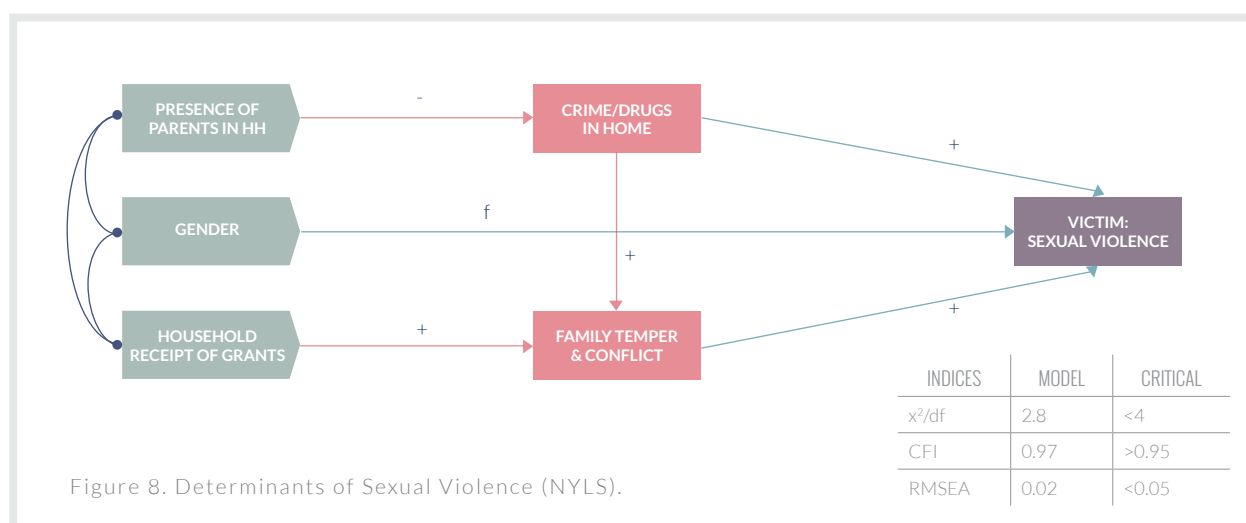 PRESENCE OF
PARENTS IN HH
-
CRIME/DRUGS
IN HOME
+
GENDER
f
VICTIM:
SEXUAL VIOLENCE
+
HOUSEHOLD
RECEIPT OF GRANTS
+
FAMILY TEMPER
& CONFLICT
+
INDICES MODEL CRITICAL
x²/df 2.8 <4
CFI 0.97 >0.95
RMSEA 0.02 <0.05
Figure 8. Determinants of Sexual Violence (NYLS).